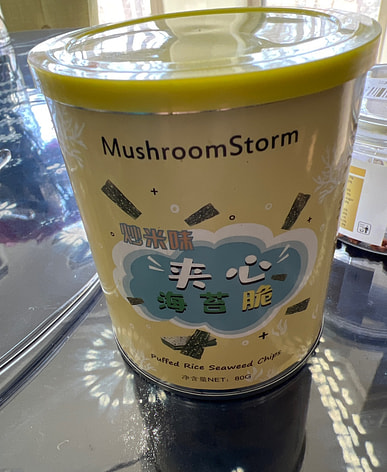 MushroomStorm
炒米味
夹心
海苔脆
Puffed Rice Seaweed Chips
净含量NET: 80G